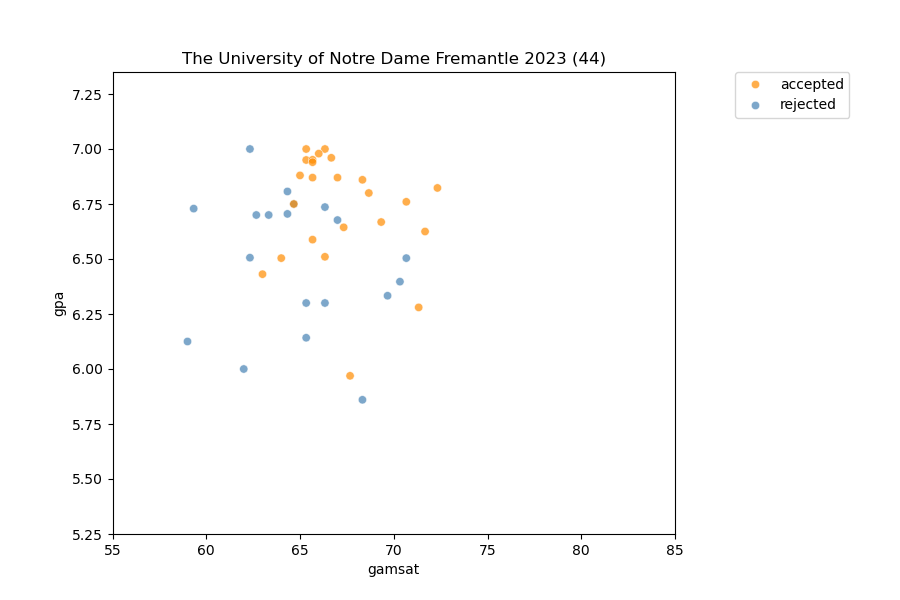 The University of Notre Dame Fremantle 2023 (44)
accepted
rejected
7.25
7.00
6.75
6.50
6.25
6.00
5.75
5.50
5.25
gpa
55 60 65 70 75 80 85
gamsat